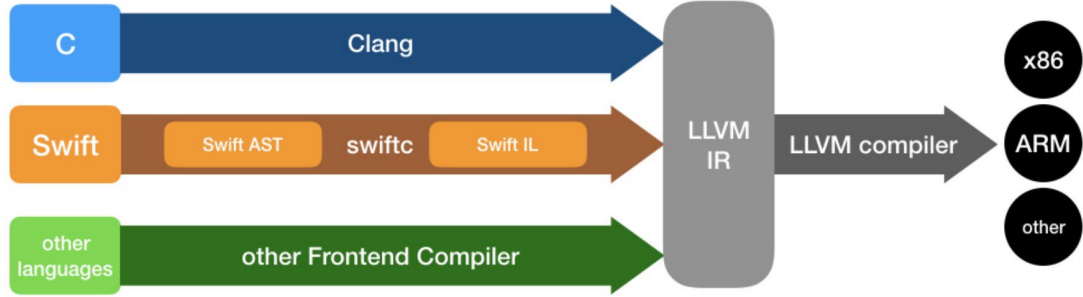 C
Clang
Swift
Swift AST
swiftc
Swift IL
other
languages
other Frontend Compiler
LLVM
IR
LLVM compiler
x86
ARM
other